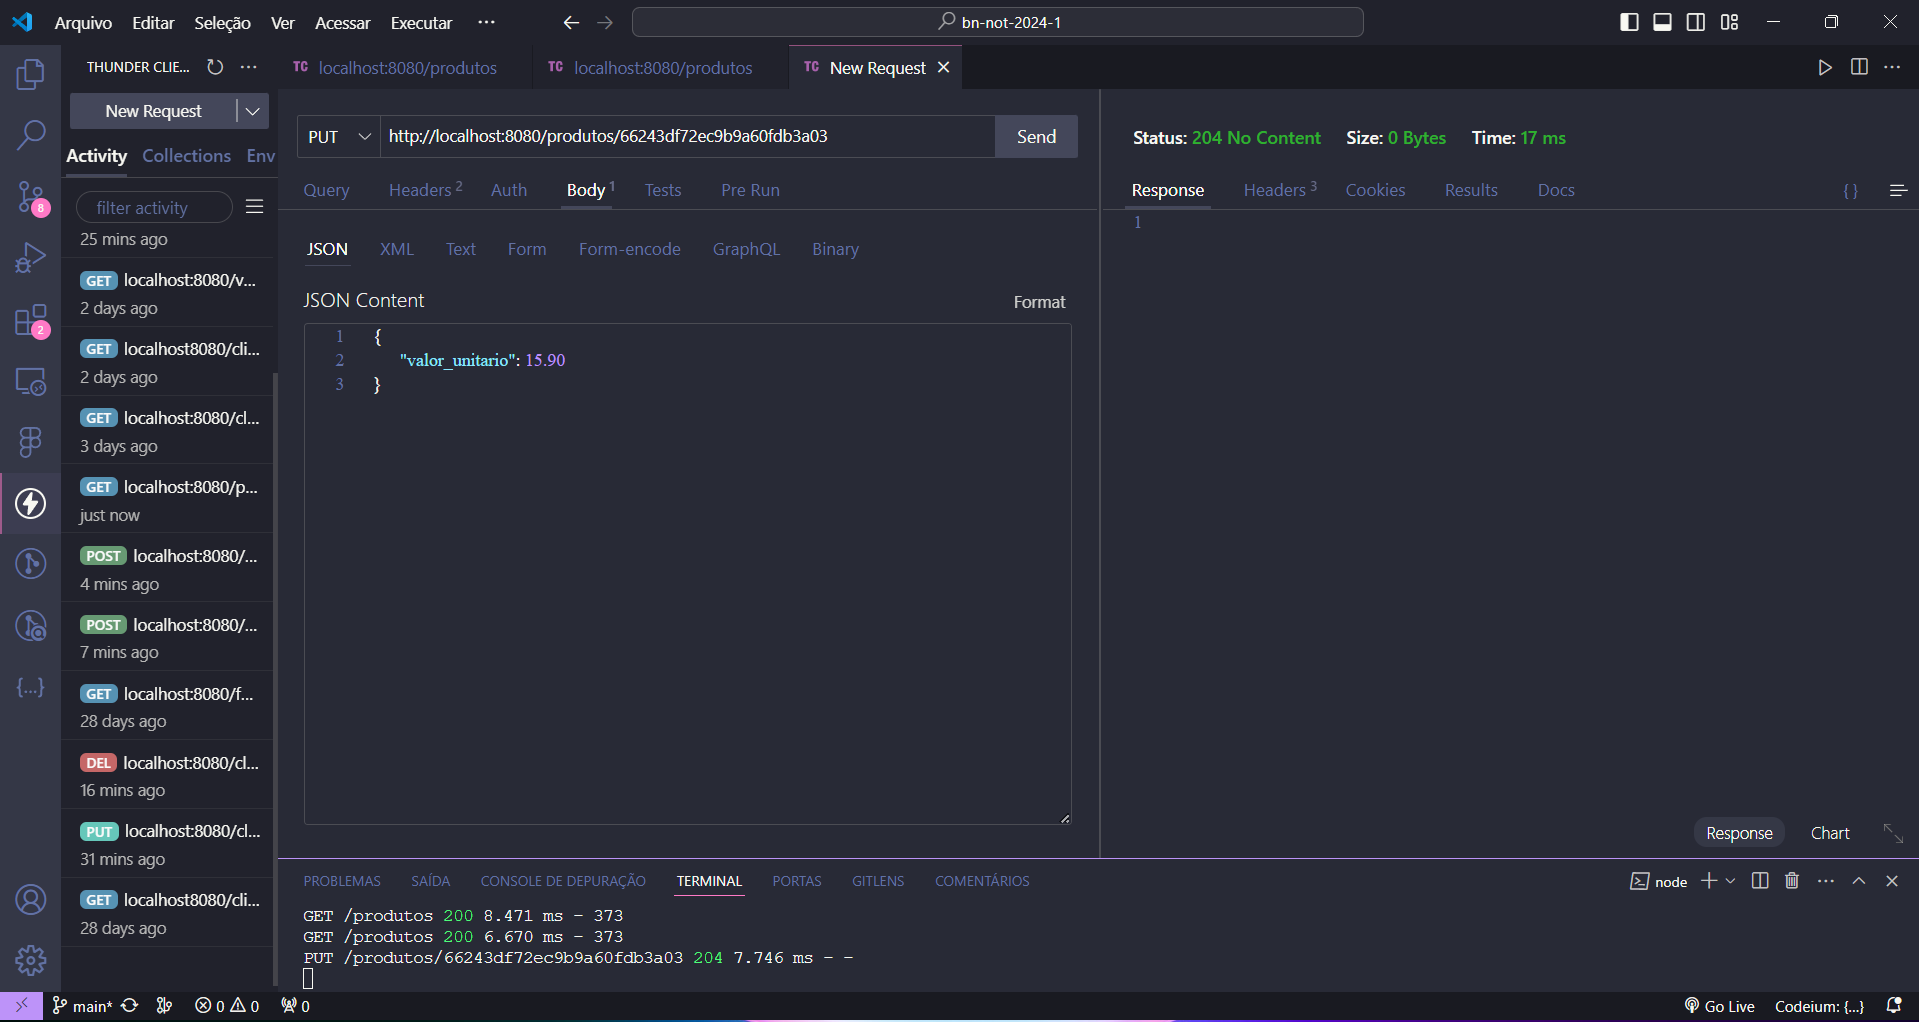 Arquivo Editar Seleção Ver Acessar Executar ··· bn-not-2024-1
THUNDER CLIE... ···
New Request
Activity Collections Env
filter activity
25 mins ago
GET localhost:8080/v...
2 days ago
GET localhost8080/cli...
2 days ago
GET localhost:8080/cl...
3 days ago
GET localhost:8080/p...
just now
POST localhost:8080/...
4 mins ago
POST localhost:8080/...
7 mins ago
GET localhost:8080/f...
28 days ago
DEL localhost:8080/cl...
16 mins ago
PUT localhost:8080/cl...
31 mins ago
GET localhost:8080/cli...
28 days ago
8
2
{...}
TC localhost:8080/produtos TC localhost:8080/produtos TC New Request
PUT http://localhost:8080/produtos/66243df72ec9b9a60fdb3a03 Send
Query Headers 2 Auth Body 1 Tests Pre Run
JSON XML Text Form Form-encode GraphQL Binary
JSON Content Format
1 {
2 "valor_unitario": 15.90
3 }
Status: 204 No Content Size: 0 Bytes Time: 17 ms
Response Headers 3 Cookies Results Docs { }
1
Response Chart
PROBLEMAS SAÍDA CONSOLE DE DEPURAÇÃO TERMINAL PORTAS GITLENS COMENTÁRIOS node ···
GET /produtos 200 8.471 ms - 373
GET /produtos 200 6.670 ms - 373
PUT /produtos/66243df72ec9b9a60fdb3a03 204 7.746 ms - -
main* 0 0 0 Go Live Codeium: {...}